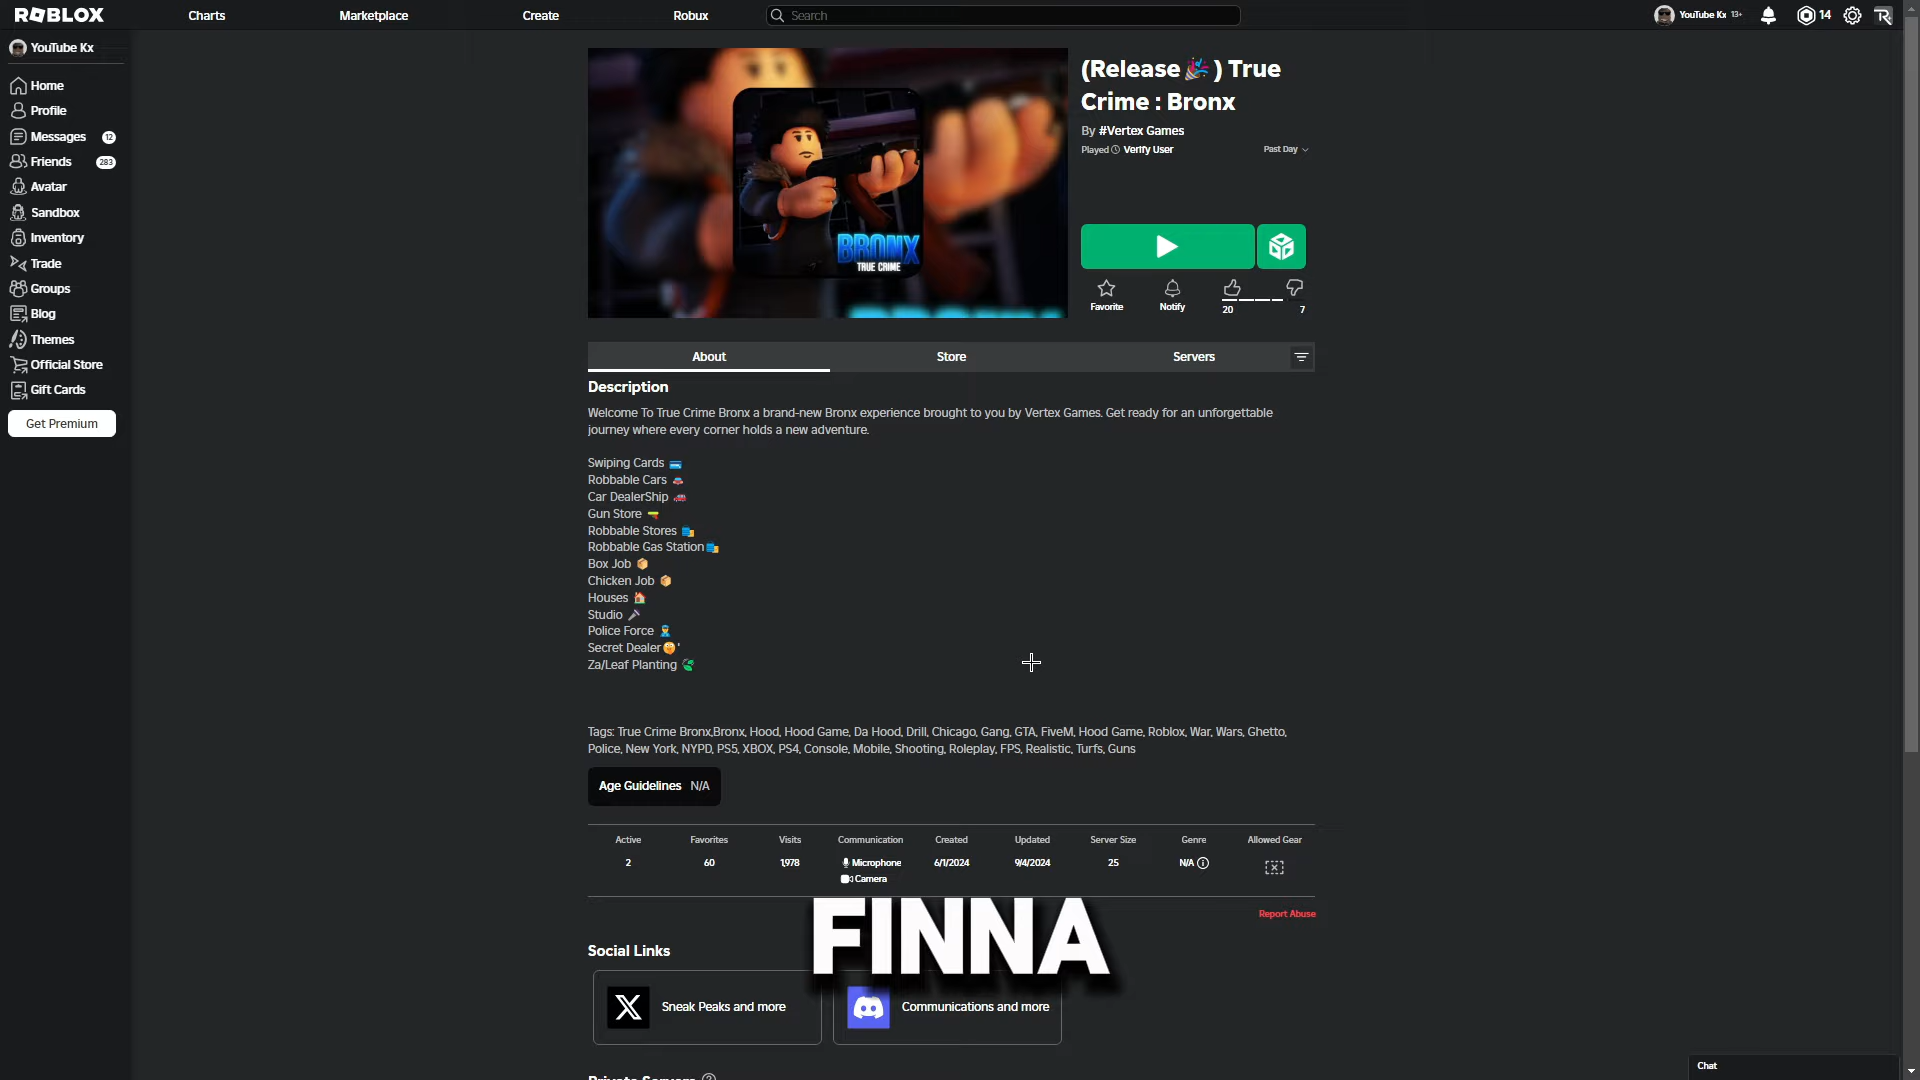 ROBLOX
Charts
Marketplace
Create
Robux
Search
YouTube Kx 13+
14
YouTube Kx
Home
Profile
Messages 12
Friends 283
Avatar
Sandbox
Inventory
Trade
Groups
Blog
Themes
Official Store
Gift Cards
Get Premium
BRONX
TRUE CRIME
(Release🎉) True
Crime : Bronx
By #Vertex Games
Played Verify User
Past Day
Favorite
Notify
20
7
About
Store
Servers
Description
Welcome To True Crime Bronx a brand-new Bronx experience brought to you by Vertex Games. Get ready for an unforgettable
journey where every corner holds a new adventure.
Swiping Cards 💳
Robbable Cars 🚘
Car DealerShip 🚗
Gun Store 🔫
Robbable Stores 🏪
Robbable Gas Station🏪
Box Job 📦
Chicken Job 📦
Houses 🏠
Studio 🎤
Police Force 👮
Secret Dealer🤫'
Za/Leaf Planting 🌿
Tags: True Crime Bronx,Bronx, Hood, Hood Game, Da Hood, Drill, Chicago, Gang, GTA, FiveM, Hood Game, Roblox, War, Wars, Ghetto,
Police, New York, NYPD, PS5, XBOX, PS4, Console, Mobile, Shooting, Roleplay, FPS, Realistic, Turfs, Guns
Age Guidelines N/A
Active
Favorites
Visits
Communication
Created
Updated
Server Size
Genre
Allowed Gear
2
60
1,978
Microphone
Camera
6/1/2024
9/4/2024
25
N/A
Report Abuse
FINNA
Social Links
Sneak Peaks and more
Communications and more
Private Servers
Chat